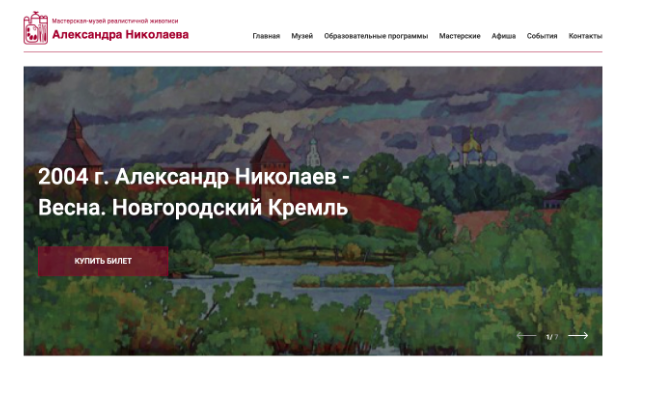 Мастерская-музей реалистичной живописи
Александра Николаева
Главная Музей Образовательные программы Мастерские Афиша События Контакты
2004 г. Александр Николаев -
Весна. Новгородский Кремль
КУПИТЬ БИЛЕТ
1/ 7